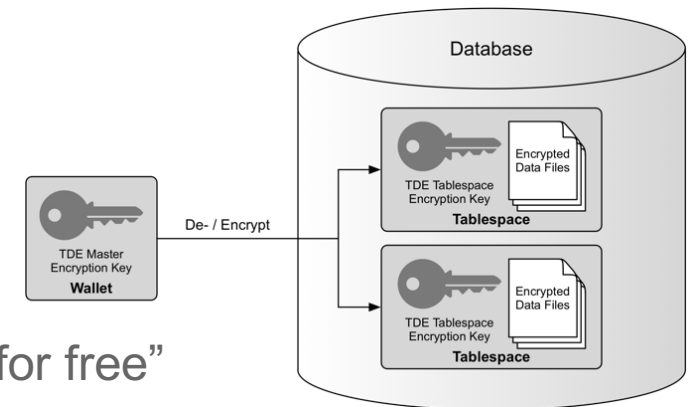 Database
Encrypted
Data Files
TDE Tablespace
Encryption Key
Tablespace
De- / Encrypt
TDE Master
Encryption Key
Wallet
Encrypted
Data Files
TDE Tablespace
Encryption Key
Tablespace
for free”